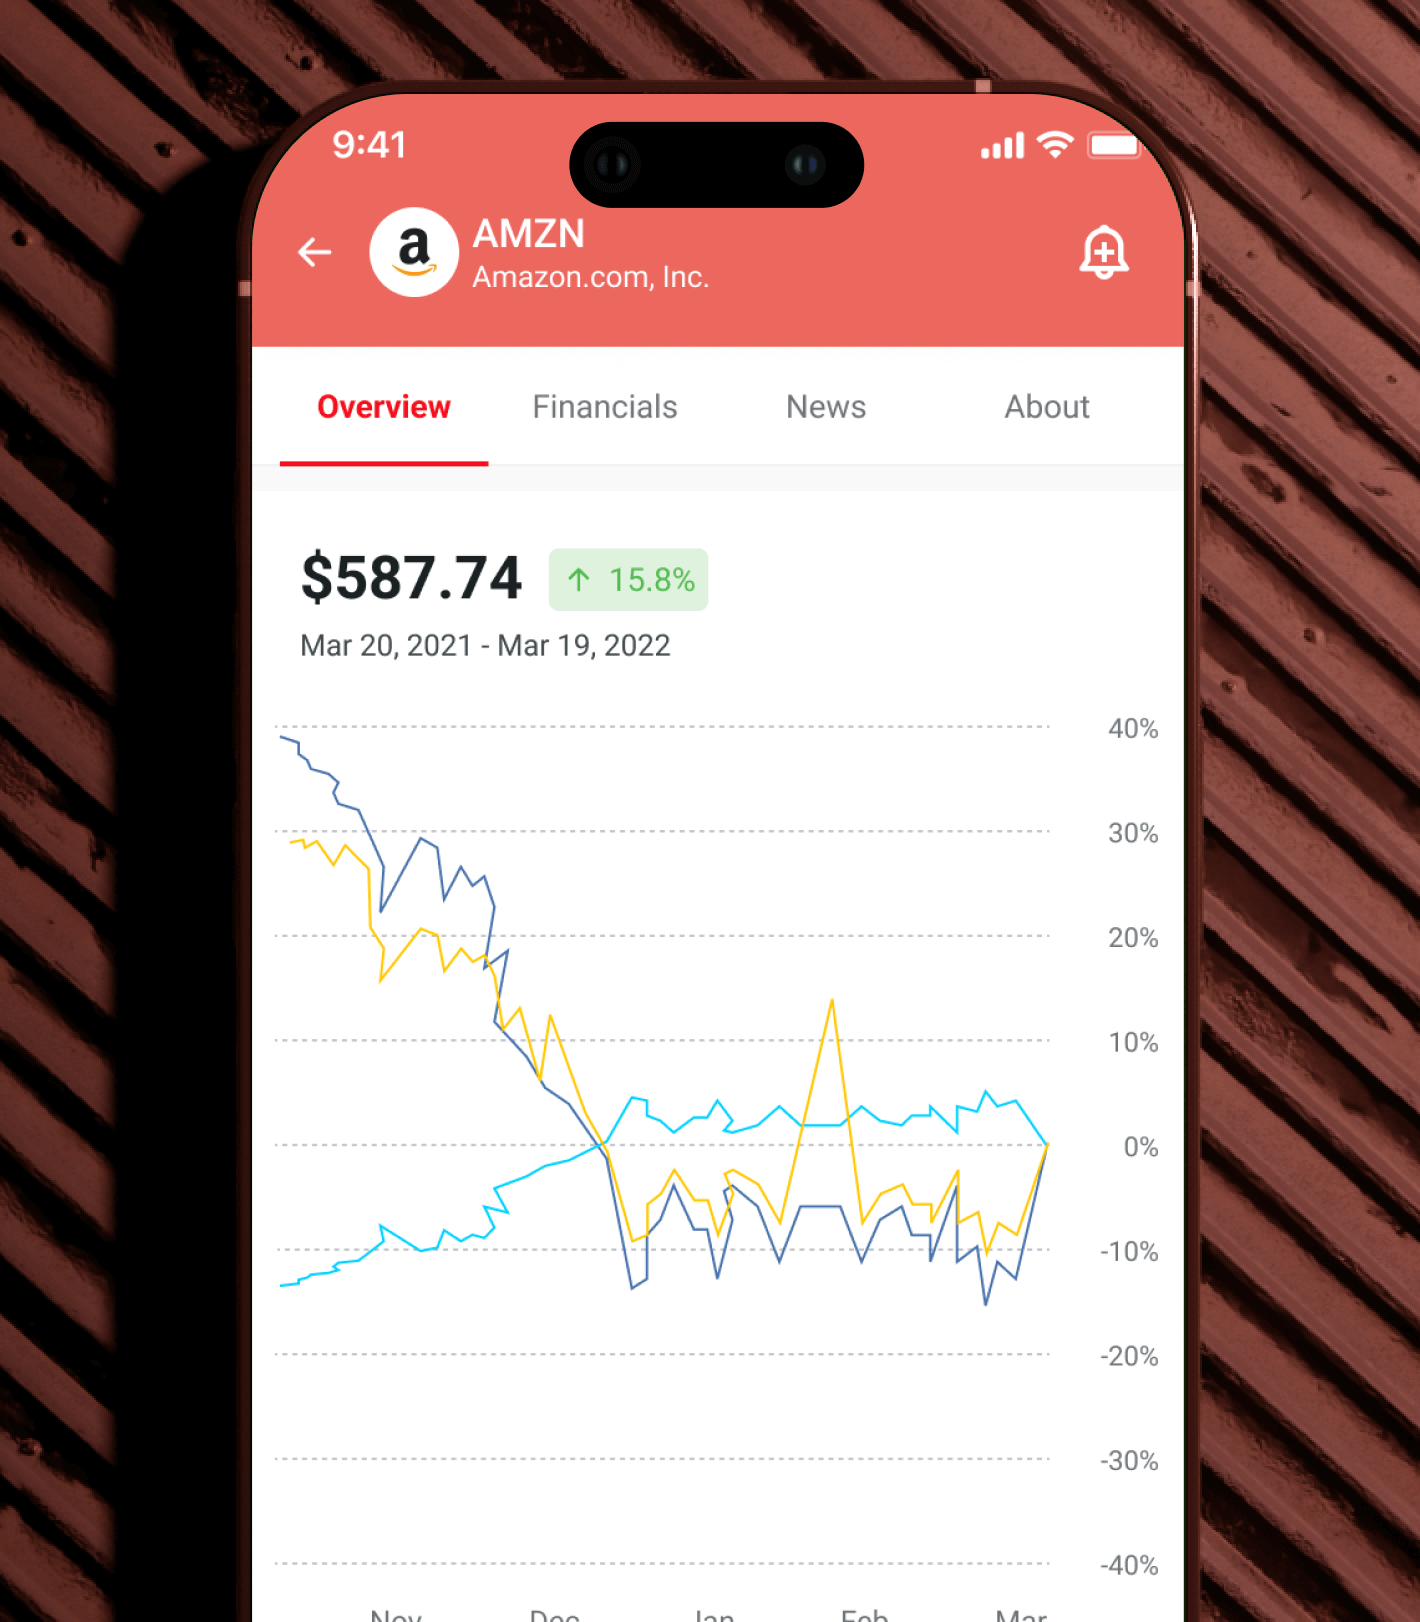 9:41
AMZN
Amazon.com, Inc.
Overview Financials News About
$587.74 ↑ 15.8%
Mar 20, 2021 - Mar 19, 2022
40%
30%
20%
10%
0%
-10%
-20%
-30%
-40%
Nov Dec Jan Feb Mar